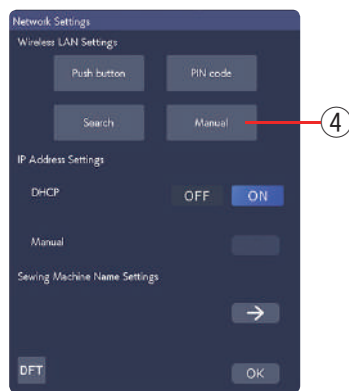 Network Settings
Wireless LAN Settings
Push button PIN code
Search Manual
④
IP Address Settings
DHCP OFF ON
Manual
Sewing Machine Name Settings
→
DFT OK